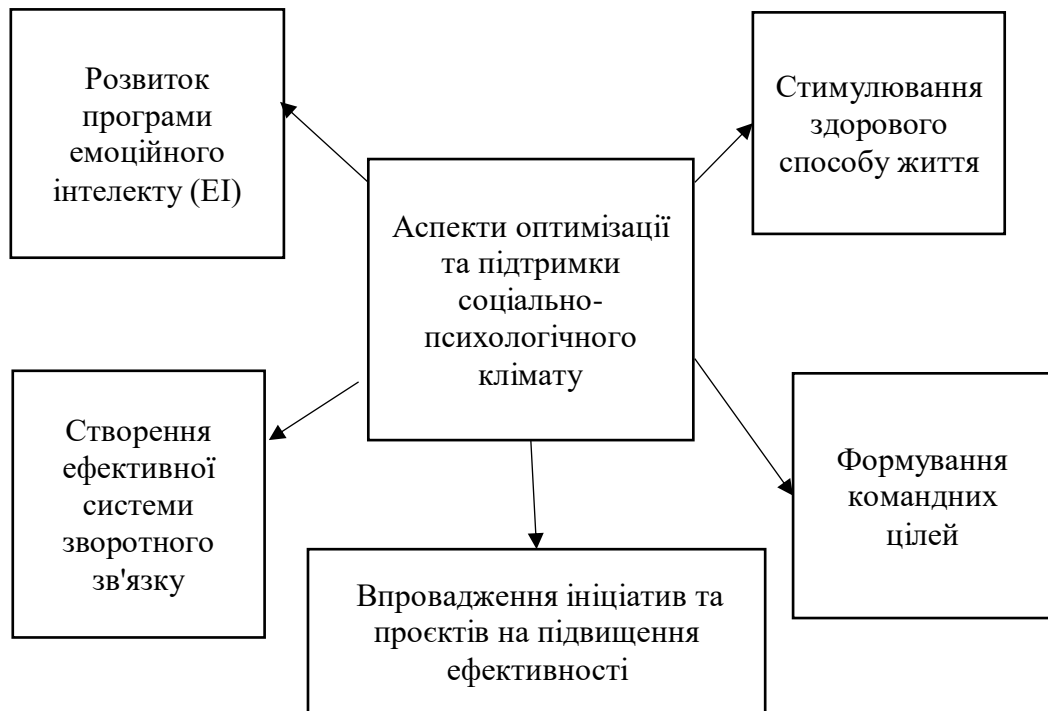 Розвиток
програми
емоційного
інтелекту (EI)
Стимулювання
здорового
способу життя
Аспекти оптимізації
та підтримки
соціально-
психологічного
клімату
Створення
ефективної
системи
зворотного
зв'язку
Формування
командних
цілей
Впровадження ініціатив та
проєктів на підвищення
ефективності